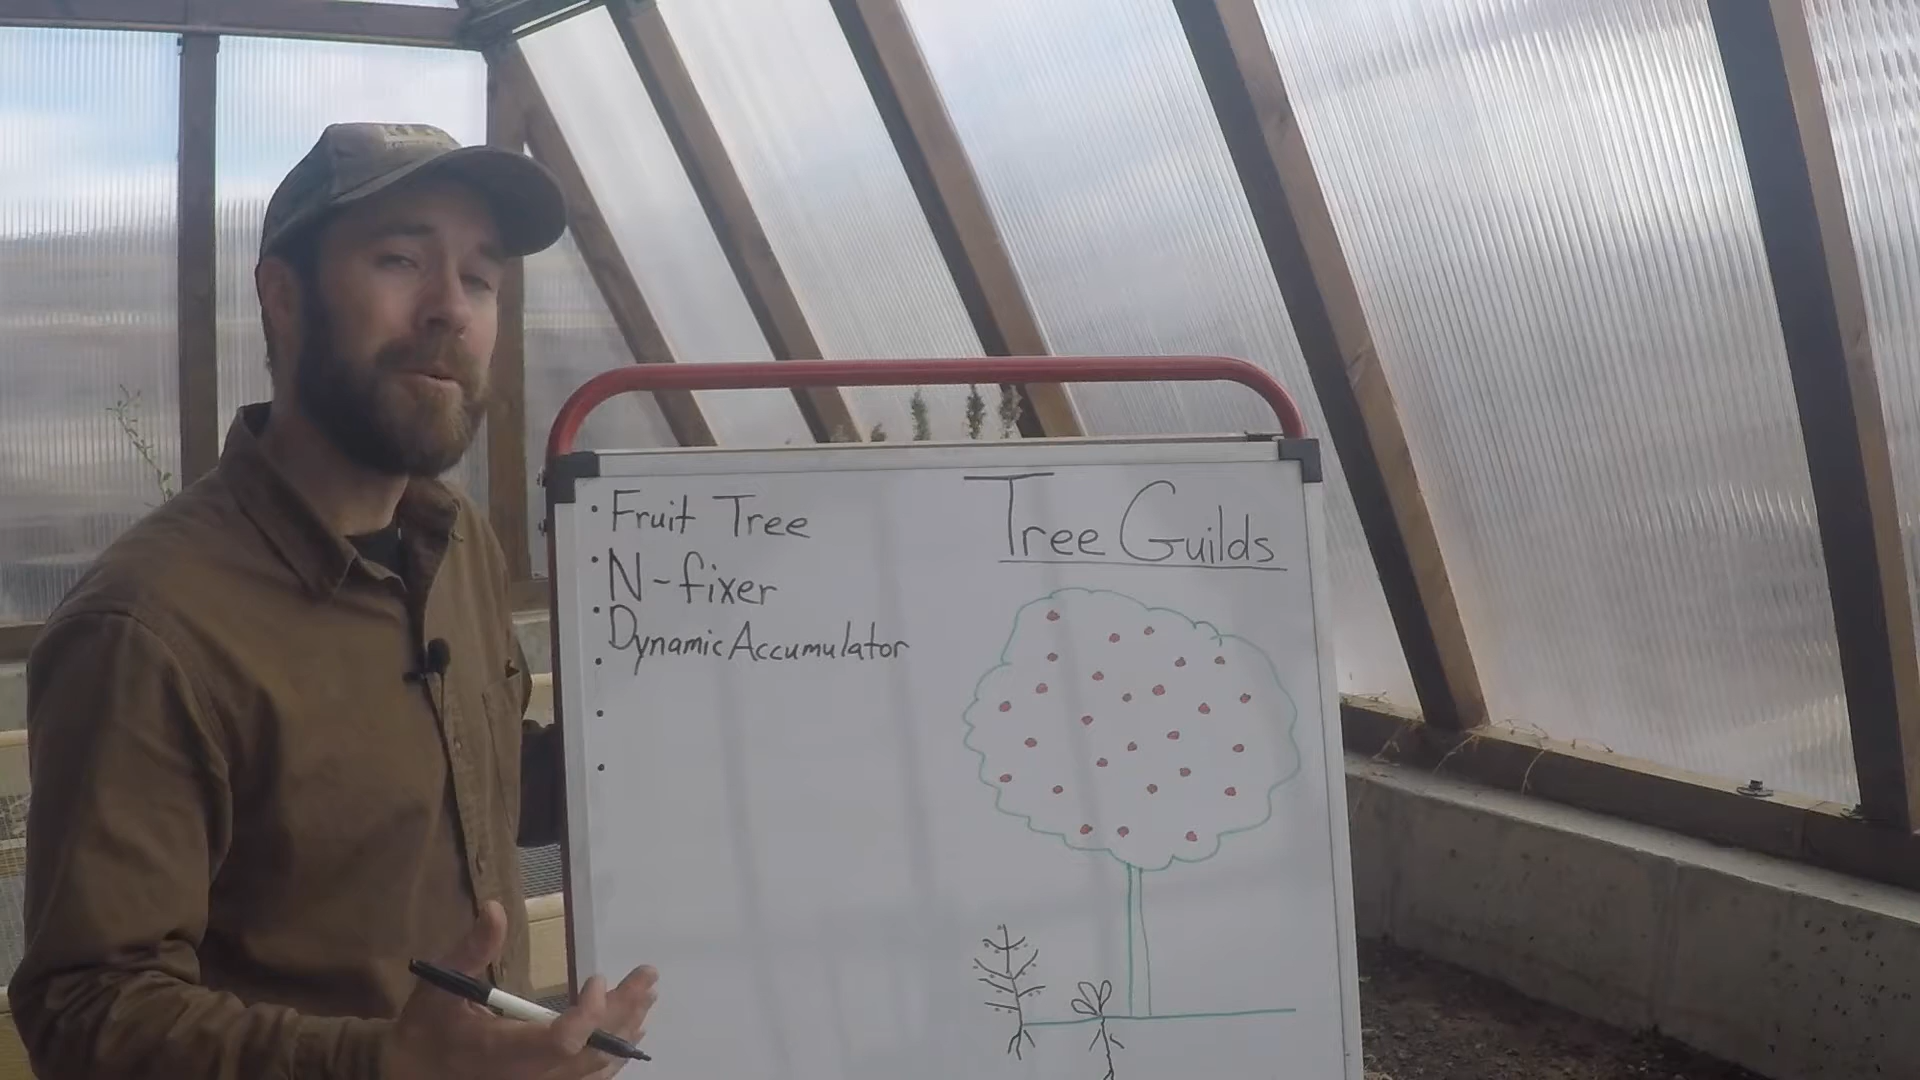 Tree Guilds
• Fruit Tree
• N-fixer
• Dynamic Accumulator
•
•
•